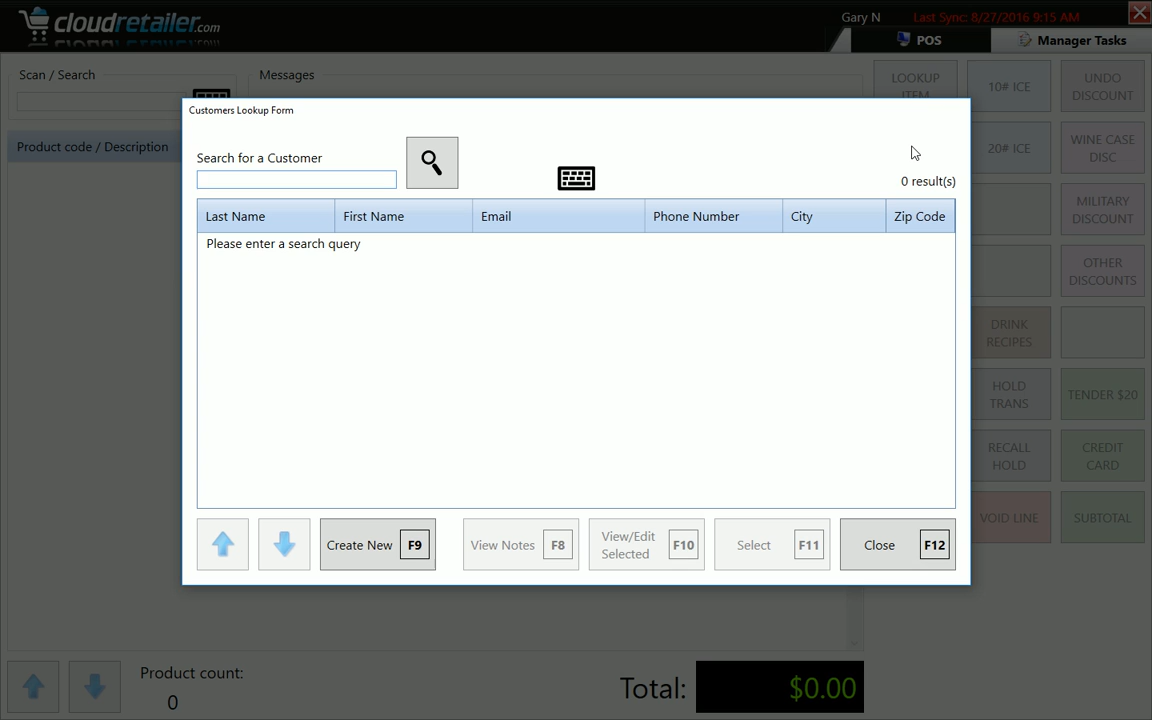 cloudretailer.com
Gary N
Last Sync: 8/27/2016 9:15 AM
POS
Manager Tasks
Scan / Search
Messages
LOOKUP
ITEM
10# ICE
UNDO
DISCOUNT
Customers Lookup Form
Product code / Description
Search for a Customer
0 result(s)
20# ICE
WINE CASE
DISC
Last Name
First Name
Email
Phone Number
City
Zip Code
Please enter a search query
MILITARY
DISCOUNT
OTHER
DISCOUNTS
DRINK
RECIPES
HOLD
TRANS
TENDER $20
RECALL
HOLD
CREDIT
CARD
VOID LINE
SUBTOTAL
Create New F9
View Notes F8
View/Edit
Selected F10
Select F11
Close F12
Product count:
0
Total: $0.00